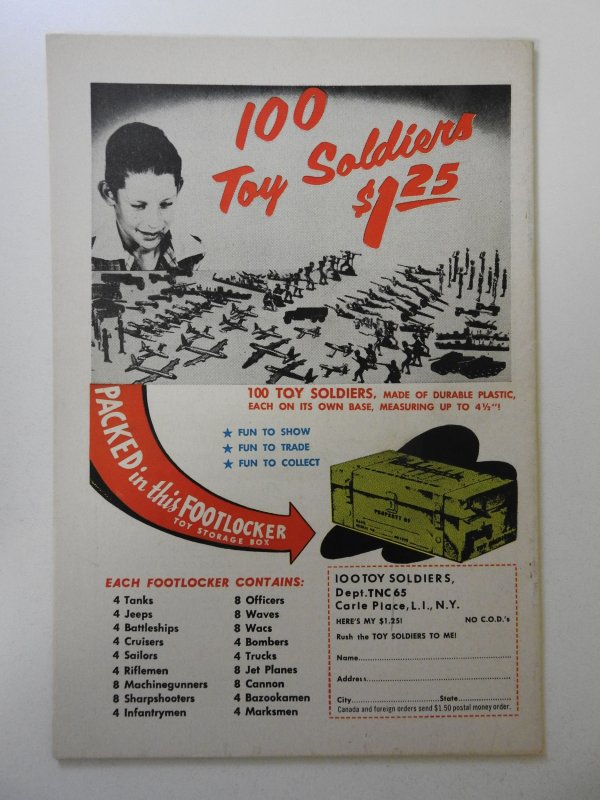 100
Toy Soldiers
$1.25
100 TOY SOLDIERS, MADE OF DURABLE PLASTIC,
EACH ON ITS OWN BASE, MEASURING UP TO 4½"!
★ FUN TO SHOW
★ FUN TO TRADE
★ FUN TO COLLECT
PACKED in this FOOTLOCKER
TOY STORAGE BOX
PROPERTY OF
EACH FOOTLOCKER CONTAINS:
4 Tanks
4 Jeeps
4 Battleships
4 Cruisers
4 Sailors
4 Riflemen
8 Machinegunners
8 Sharpshooters
4 Infantrymen
8 Officers
8 Waves
8 Wacs
4 Bombers
4 Trucks
8 Jet Planes
8 Cannon
4 Bazookamen
4 Marksmen
100 TOY SOLDIERS,
Dept. TNC 65
Carle Place, L.I., N.Y.
HERE'S MY $1.25! NO C.O.D.'s
Rush the TOY SOLDIERS TO ME!
Name
Address
City State
Canada and foreign orders send $1.50 postal money order.